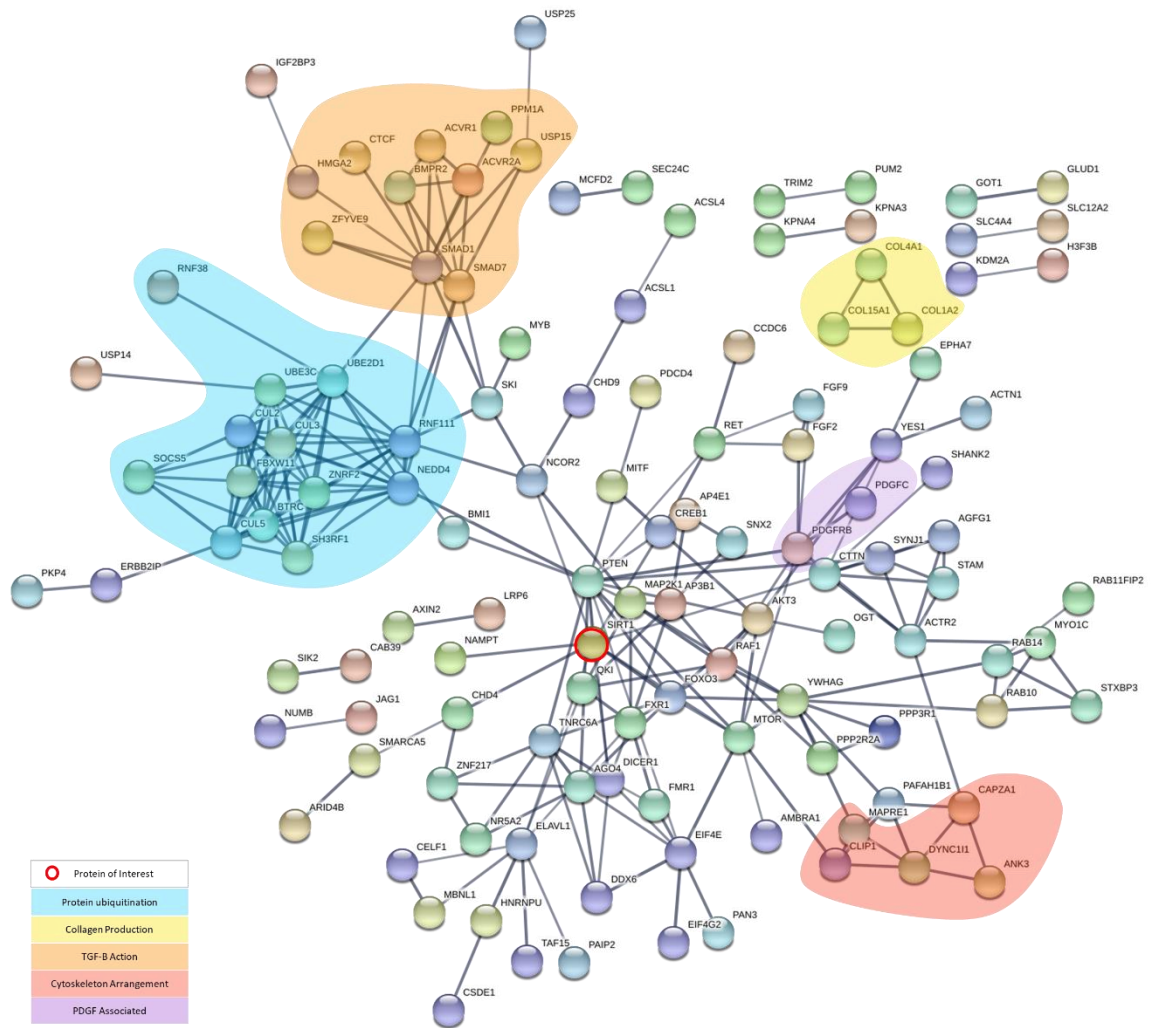 USP25
IGF2BP3
PPM1A
ACVR1
USP15
CTCF
BMPR2
ACVR2A
HMGA2
SEC24C
MCFD2
PUM2
TRIM2
GLUD1
GOT1
ZFYVE9
ACSL4
KPNA3
KPNA4
SLC12A2
SLC4A4
SMAD1
COL4A1
H3F3B
KDM2A
SMAD7
RNF38
ACSL1
COL15A1
COL1A2
MYB
CCDC6
USP14
UBE3C
UBE2D1
EPHA7
SKI
CHD9
PDCD4
FGF9
ACTN1
CUL2
CUL3
RNF111
RET
FGF2
YES1
SOCS5
FBXW11
ZNRF2
NEDD4
NCOR2
MITF
SHANK2
PDGFC
BTRC
AP4E1
CUL5
BMI1
CREB1
SNX2
PDGFRB
AGFG1
SH3RF1
SYNJ1
CTTN
STAM
PKP4
ERBB2IP
PTEN
MAP2K1
AP3B1
RAB11FIP2
LRP6
AXIN2
AKT3
OGT
ACTR2
MYO1C
NAMPT
SIRT1
RAB14
CAB39
SIK2
RAF1
QKI
FOXO3
YWHAG
RAB10
STXBP3
JAG1
NUMB
CHD4
FXR1
MTOR
PPP3R1
TNRC6A
PPP2R2A
SMARCA5
ZNF217
AGO4
DICER1
FMR1
PAFAH1B1
CAPZA1
ARID4B
NR5A2
AMBRA1
MAPRE1
ELAVL1
EIF4E
CLIP1
DYNC1I1
ANK3
CELF1
DDX6
MBNL1
HNRNPU
EIF4G2
PAN3
TAF15
PAIP2
CSDE1
Protein of Interest
Protein ubiquitination
Collagen Production
TGF-B Action
Cytoskeleton Arrangement
PDGF Associated